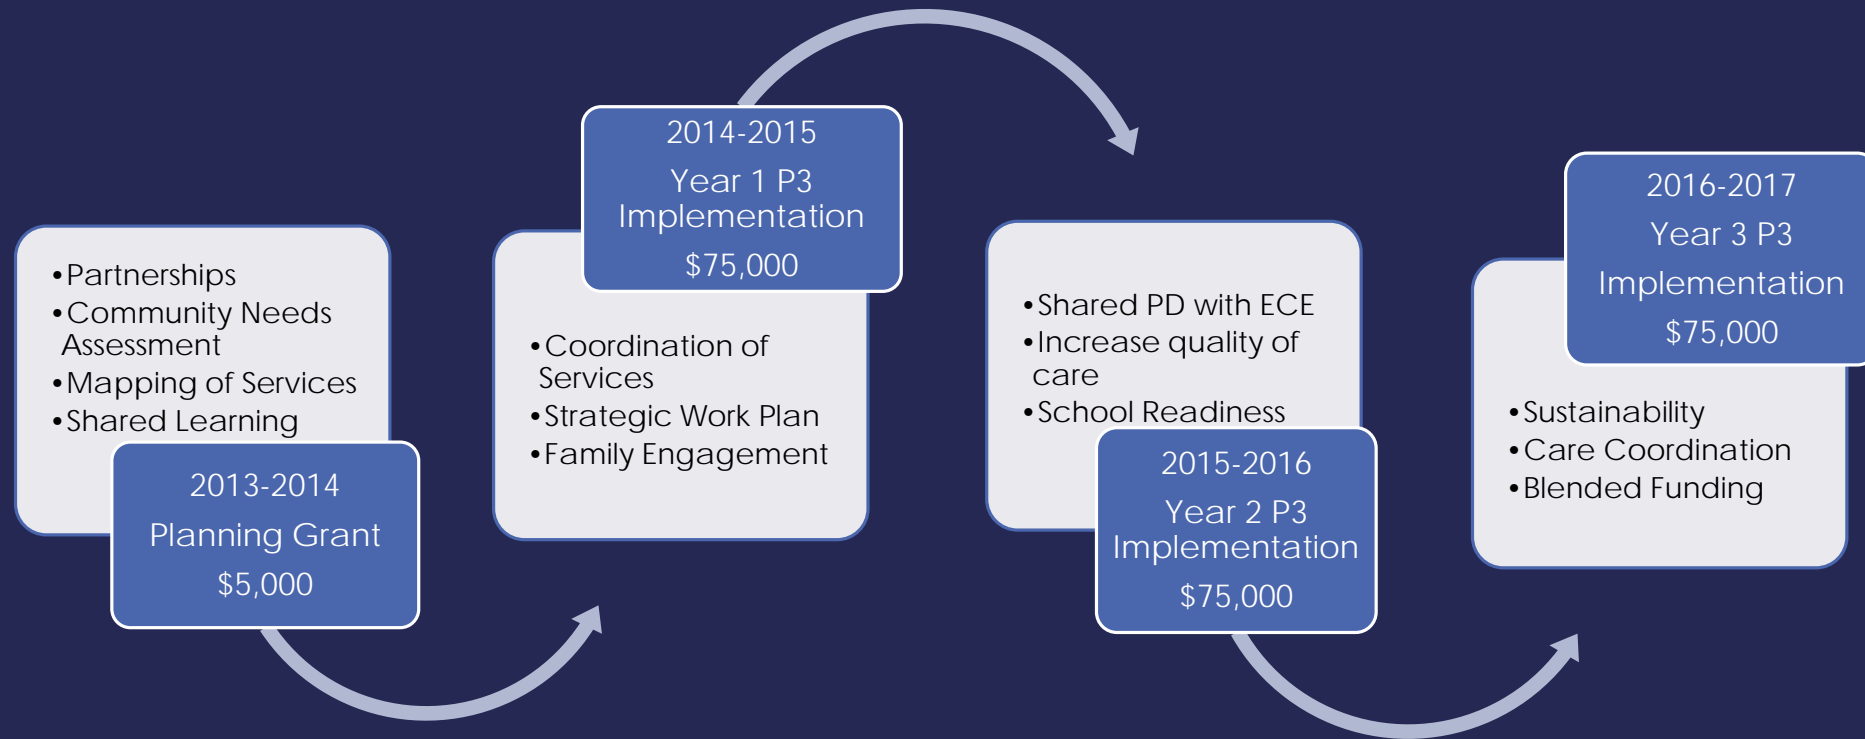 •Partnerships
•Community Needs
Assessment
•Mapping of Services
•Shared Learning
2013-2014
Planning Grant
$5,000
2014-2015
Year 1 P3
Implementation
$75,000
•Coordination of
Services
•Strategic Work Plan
•Family Engagement
•Shared PD with ECE
•Increase quality of
care
•School Readiness
2015-2016
Year 2 P3
Implementation
$75,000
2016-2017
Year 3 P3
Implementation
$75,000
•Sustainability
•Care Coordination
•Blended Funding